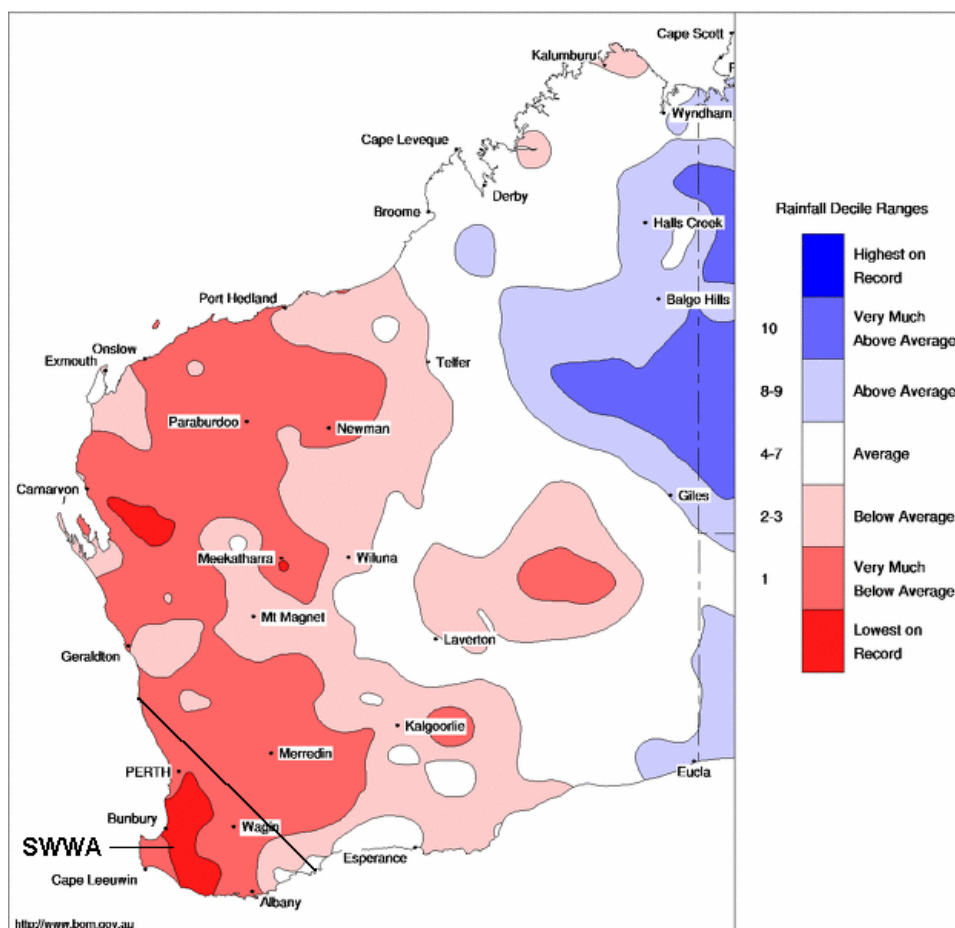 Cape Scott
Kalumburu
Wyndham
Cape Leveque
Derby
Broome
Halls Creek
Port Hedland
Balgo Hills
Onslow
Exmouth
Telfer
Paraburdoo
Newman
Carnarvon
Giles
Meekatharra
Wiluna
Mt Magnet
Laverton
Geraldton
Kalgoorlie
Merredin
PERTH
Eucla
Bunbury
Wagin
SWWA
Esperance
Cape Leeuwin
Albany
http://www.bom.gov.au
Rainfall Decile Ranges
Highest on
Record
10
Very Much
Above Average
8-9
Above Average
4-7
Average
2-3
Below Average
1
Very Much
Below Average
Lowest on
Record